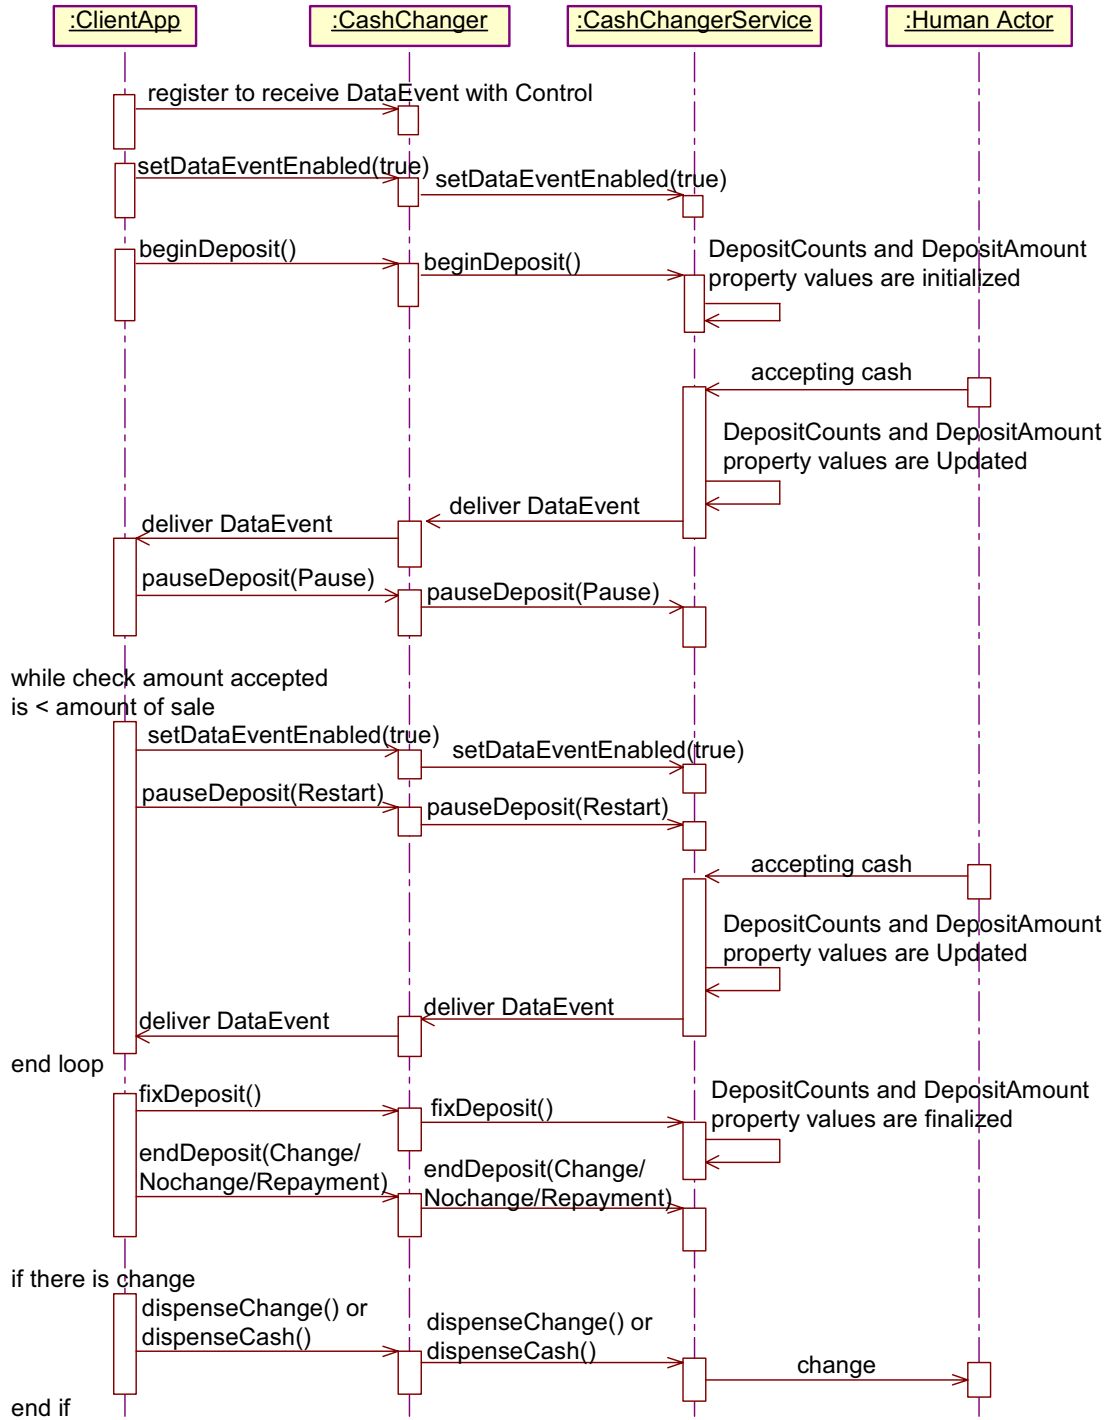 :ClientApp
:CashChanger
:CashChangerService
:Human Actor
register to receive DataEvent with Control
setDataEventEnabled(true)
setDataEventEnabled(true)
beginDeposit()
beginDeposit()
DepositCounts and DepositAmount
property values are initialized
accepting cash
DepositCounts and DepositAmount
property values are Updated
deliver DataEvent
deliver DataEvent
pauseDeposit(Pause)
pauseDeposit(Pause)
while check amount accepted
is < amount of sale
setDataEventEnabled(true)
setDataEventEnabled(true)
pauseDeposit(Restart)
pauseDeposit(Restart)
accepting cash
DepositCounts and DepositAmount
property values are Updated
deliver DataEvent
deliver DataEvent
end loop
fixDeposit()
fixDeposit()
DepositCounts and DepositAmount
property values are finalized
endDeposit(Change/
Nochange/Repayment)
endDeposit(Change/
Nochange/Repayment)
if there is change
dispenseChange() or
dispenseCash()
dispenseChange() or
dispenseCash()
change
end if